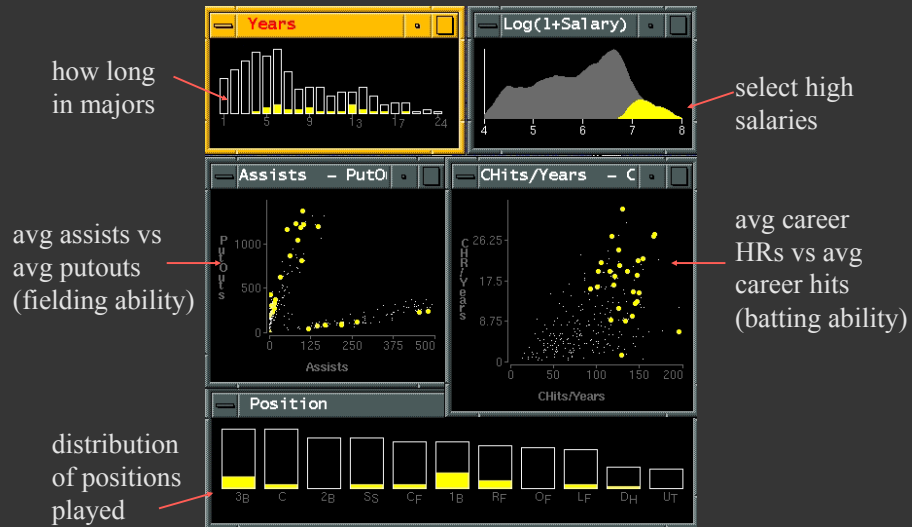 Years
Log(l+Salary)
how long
in majors
1 5 9 13 17 24
4 5 6 7 8
select high
salaries
Assists – PutO
CHits/Years – C
avg assists vs
avg putouts
(fielding ability)
PutOuts
1000
500
0
0 125 250 375 500
Assists
CHR/Years
26.25
17.5
8.75
0
0 50 100 150 200
CHits/Years
avg career
HRs vs avg
career hits
(batting ability)
Position
distribution
of positions
played
3B C 2B SS CF 1B RF OF LF DH UT